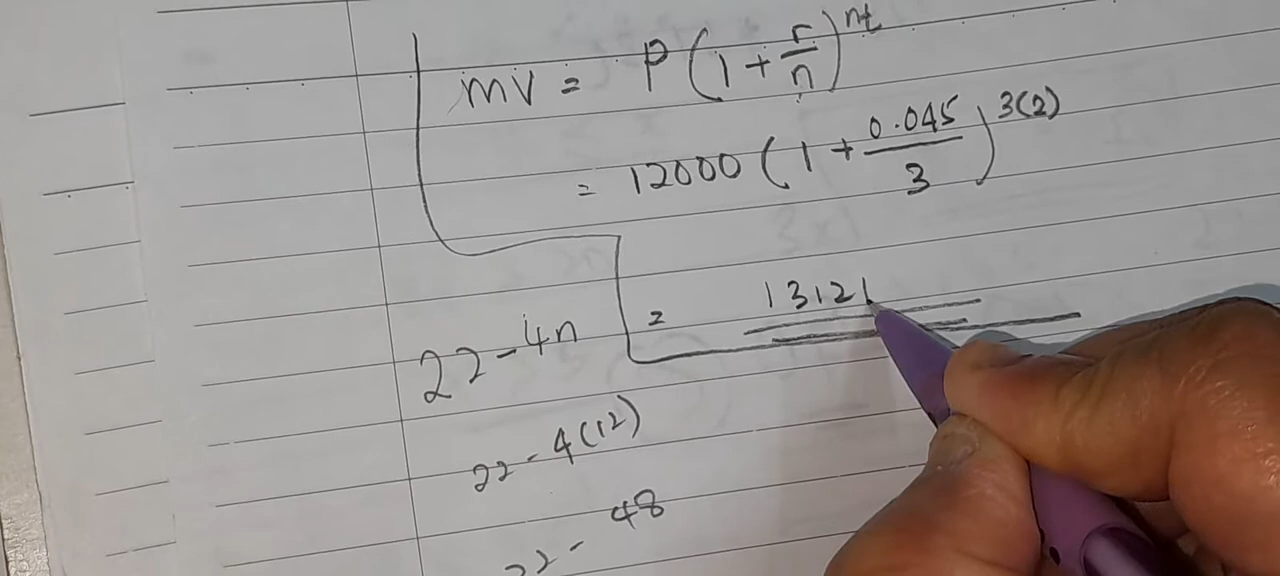 MV = P(1 + r/n)^nt
= 12000 (1 + 0.045/3)^3(2)
= 13121
22 - 4n
22 - 4(12)
22 - 48